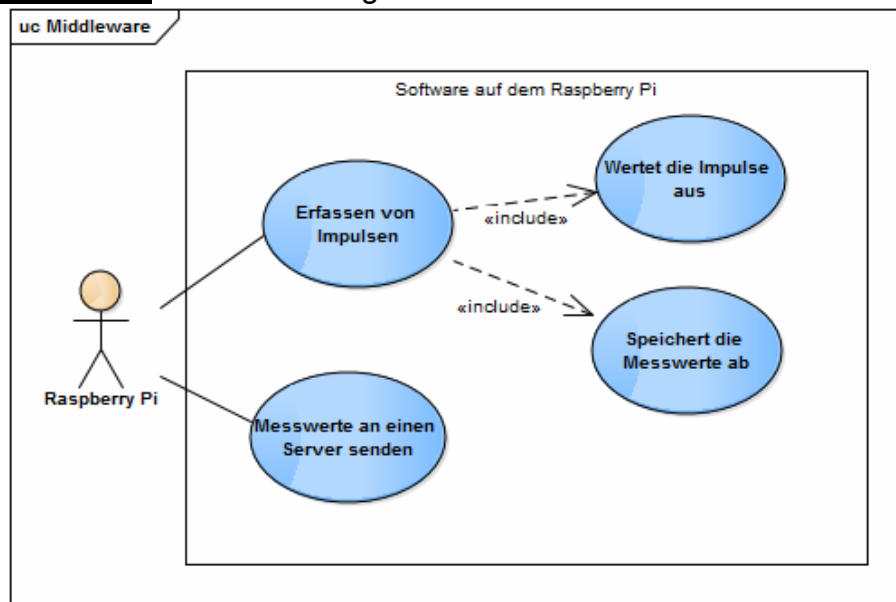 uc Middleware
Software auf dem Raspberry Pi
Wertet die Impulse
aus
Erfassen von
Impulsen
«include»
«include»
Speichert die
Messwerte ab
Raspberry Pi
Messwerte an einen
Server senden